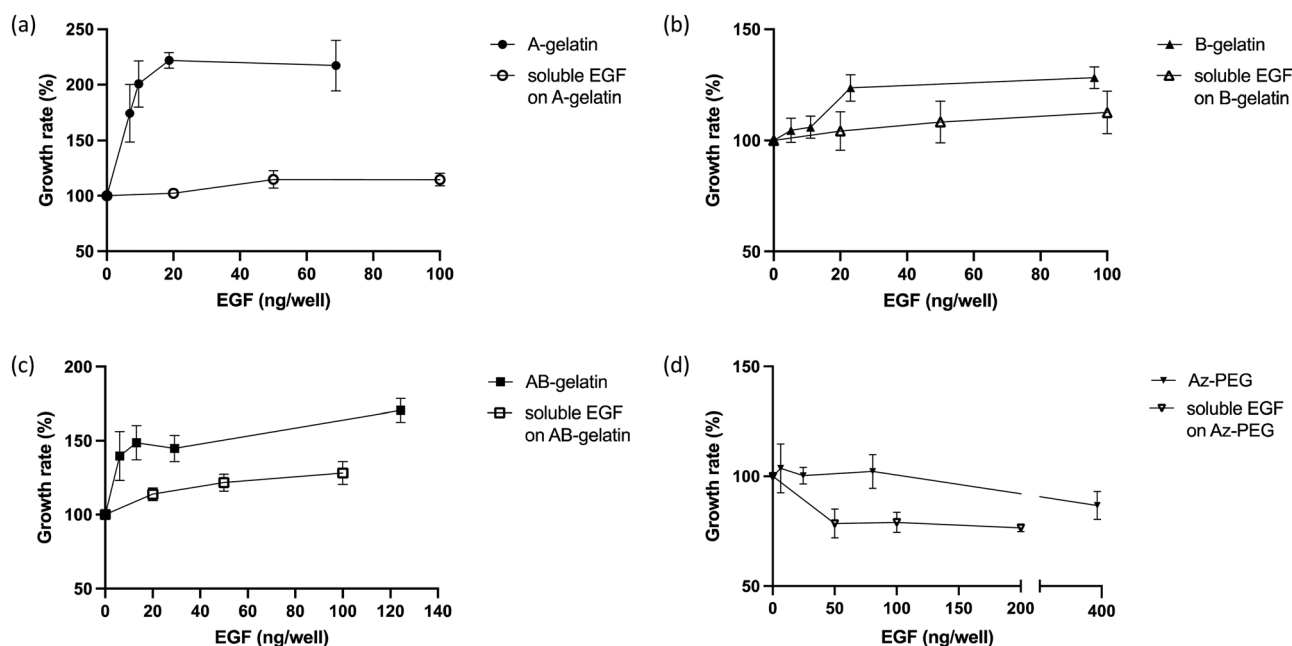 (a)
250
200
150
100
50
Growth rate (%)
0
20
40
60
80
100
EGF (ng/well)
A-gelatin
soluble EGF
on A-gelatin
(b)
150
100
50
Growth rate (%)
0
20
40
60
80
100
EGF (ng/well)
B-gelatin
soluble EGF
on B-gelatin
(c)
200
150
100
50
Growth rate (%)
0
20
40
60
80
100
120
140
EGF (ng/well)
AB-gelatin
soluble EGF
on AB-gelatin
(d)
150
100
50
Growth rate (%)
0
50
100
150
200
400
EGF (ng/well)
Az-PEG
soluble EGF
on Az-PEG